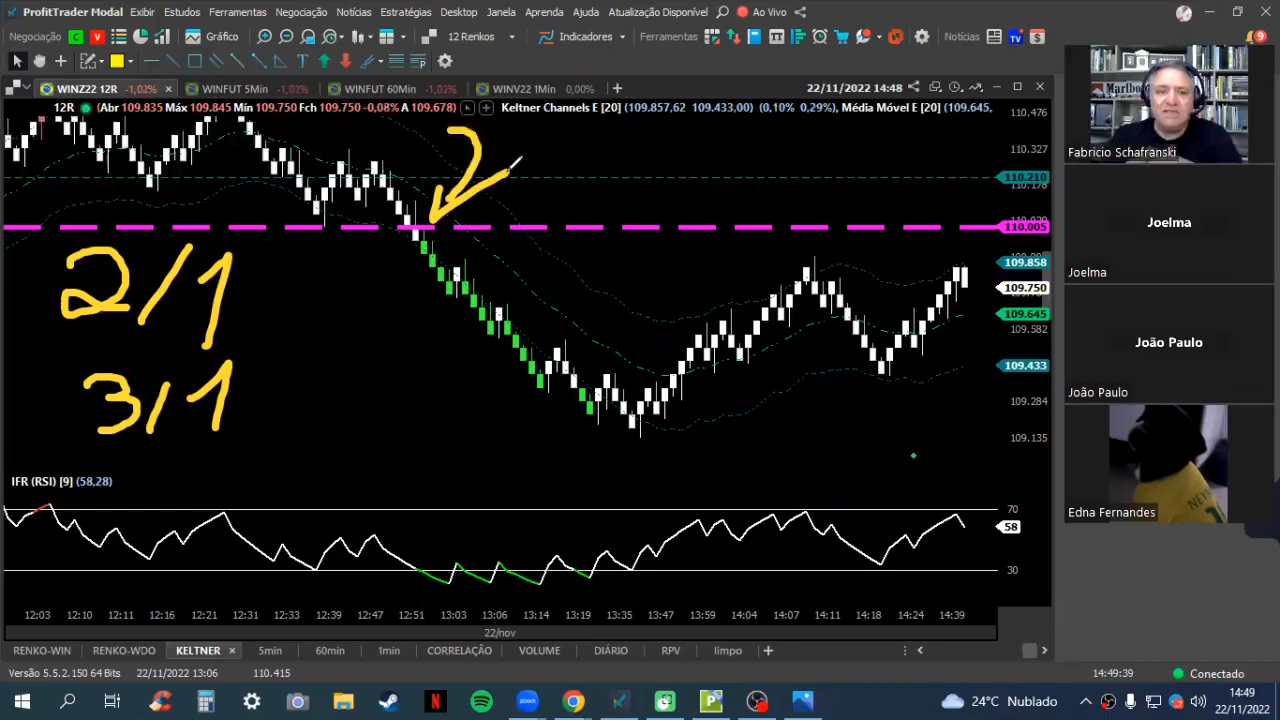 ProfitTrader Modal Exibir Estudos Ferramentas Negociação Notícias Estratégias Desktop Janela Aprenda Ajuda Atualização Disponível Ao Vivo
Negociação C V Gráfico 12 Renkos Indicadores Ferramentas Notícias TV $ 9
WINZ22 12R -1,02% × WINFUT 5Min -1,03% WINFUT 60Min -1,03% WINV22 1Min 0,00% + 22/11/2022 14:48
12R (Abr 109.835 Máx 109.845 Mín 109.750 Fch 109.750 -0,08% A 109.678) Keltner Channels E [20] (109.857,62 109.433,00) (0,10% 0,29%), Média Móvel E [20] (109.645,
110.476
110.327
110.210
110.178
110.005
109.858
109.750
109.645
109.582
109.433
109.284
109.135
2
2/1
3/1
IFR (RSI) [9] (58,28)
70
58
30
12:03 12:10 12:11 12:16 12:21 12:31 12:33 12:39 12:47 12:51 13:03 13:06 13:14 13:19 13:35 13:47 13:59 14:04 14:07 14:11 14:18 14:24 14:39
22/nov
RENKO-WIN RENKO-WDO KELTNER × 5min 60min 1min CORRELAÇÃO VOLUME DIÁRIO RPV limpo +
Versão 5.5.2.150 64 Bits 22/11/2022 13:06 110.415 14:49:39 Conectado
Marlboro
Fabricio Schafranski
Joelma
Joelma
João Paulo
João Paulo
Edna Fernandes
24°C Nublado
14:49
22/11/2022